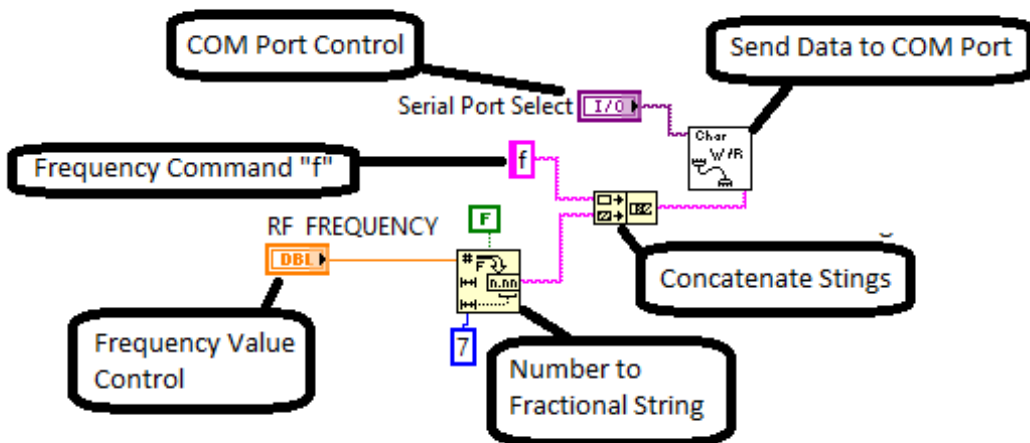 COM Port Control
Send Data to COM Port
Serial Port Select
I/O
Char
W/R
Frequency Command "f"
f
F
RF FREQUENCY
DBL
#
F
n.nn
Concatenate Stings
7
Frequency Value
Control
Number to
Fractional String